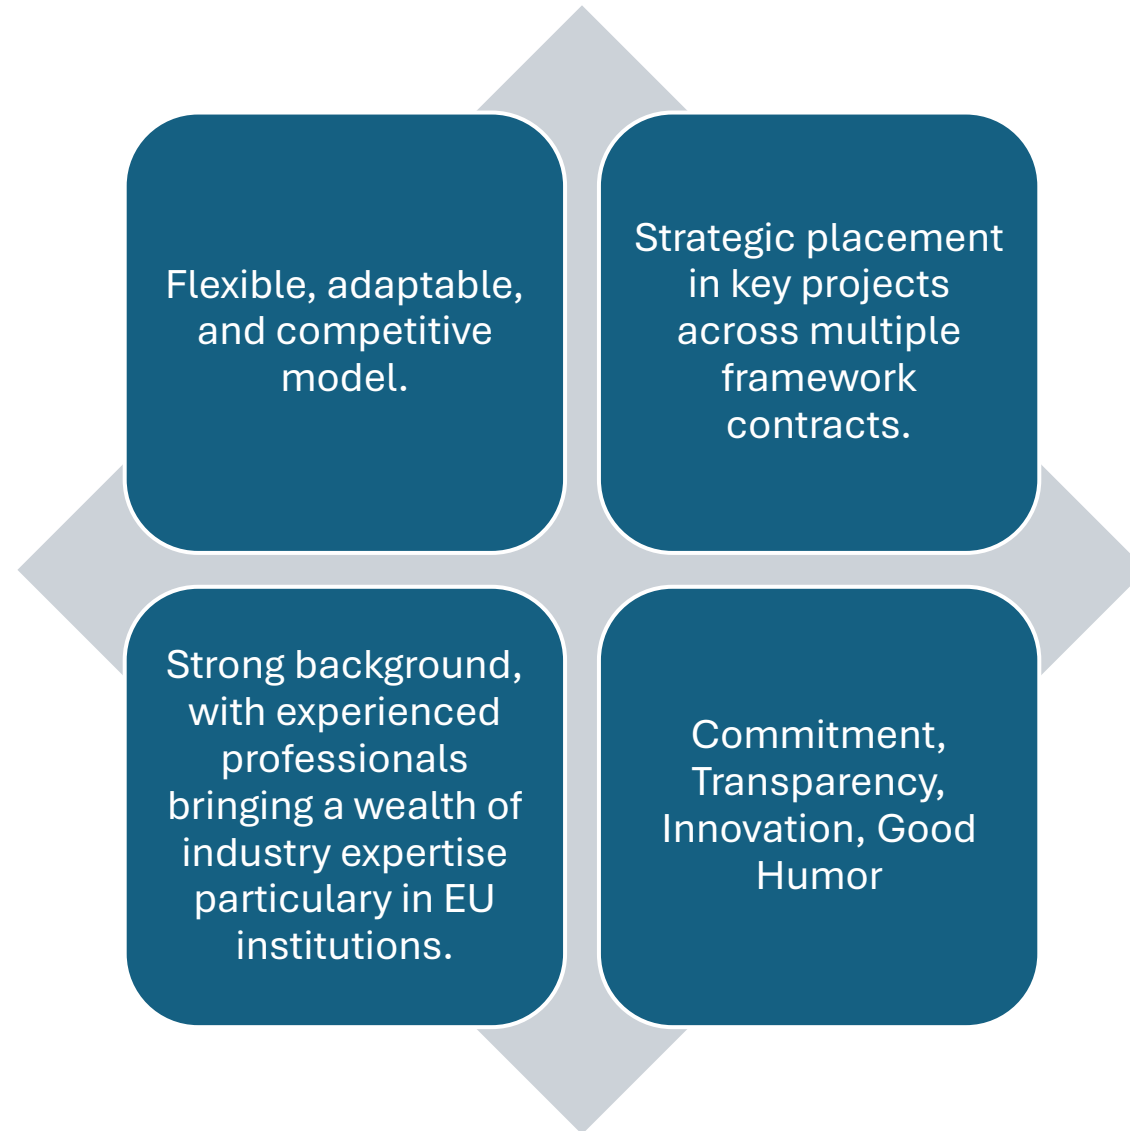 Flexible, adaptable,
and competitive
model.
Strategic placement
in key projects
across multiple
framework
contracts.
Strong background,
with experienced
professionals
bringing a wealth of
industry expertise
particulary in EU
institutions.
Commitment,
Transparency,
Innovation, Good
Humor